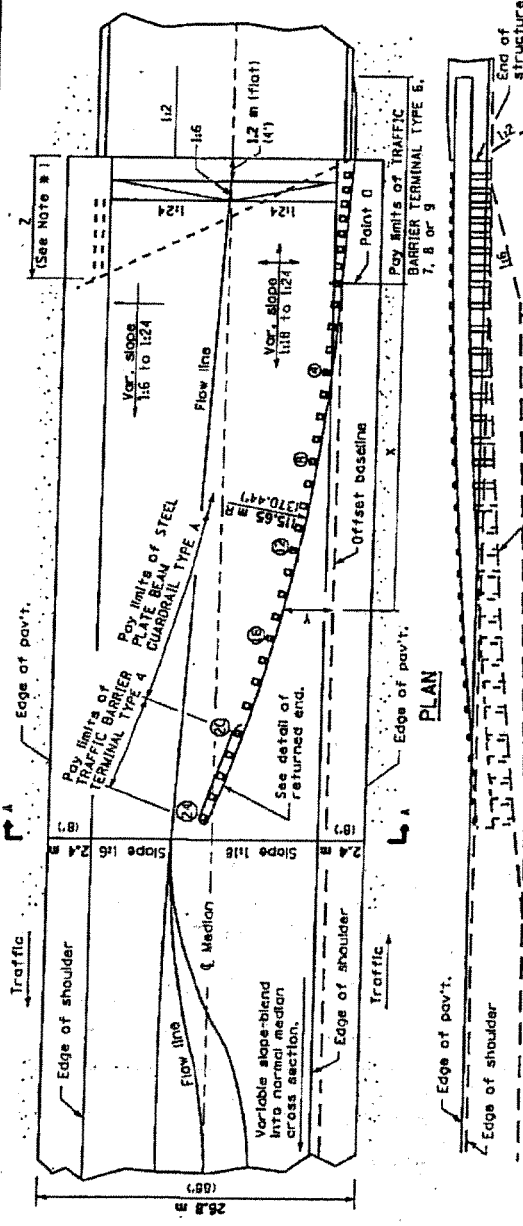 Traffic
Edge of pav't.
A
Edge of shoulder
Flow line
℄ Median
Variable slope-blend
into normal median
cross section.
Edge of shoulder
Traffic
26.8 m
(88')
2.4 m
(8')
Slope 1:6
Slope 1:18
2.4 m
(8')
A
Pay limits of
TRAFFIC BARRIER
TERMINAL TYPE 4
Pay limits of STEEL
PLATE BEAM
GUARDRAIL TYPE A
24
20
16
12
8
4
See detail of
returned end.
115.65 m R
(370.44')
Y
X
Offset baseline
Edge of pav't.
Flow line
Var. slope
1:6 to 1:24
Var. slope
1:18 to 1:24
Z
(See Note # 1)
1:24
1:24
1:2
1:6
1.2 m (flat)
(4')
Point O
Pay limits of TRAFFIC
BARRIER TERMINAL TYPE 6,
7, 8 or 9
PLAN
Edge of pav't.
Edge of shoulder
End of
structure
1:2
1:6